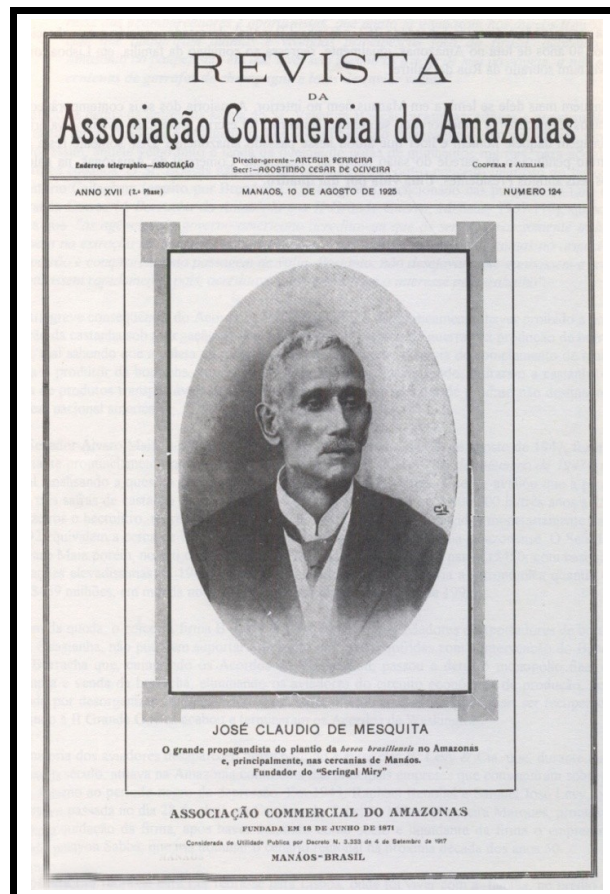 REVISTA
DA
Associação Commercial do Amazonas
Endereço telegraphico—ASSOCIAÇÃO
Director-gerente—ARTHUR FERREIRA
Secr:—AGOSTINHO CESAR DE OLIVEIRA
COOPERAR E AUXILIAR
ANNO XVII (2.ª Phase)
MANAOS, 10 DE AGOSTO DE 1925
NUMERO 124
JOSÉ CLAUDIO DE MESQUITA
O grande propagandista do plantio da hevea brasiliensis no Amazonas
e, principalmente, nas cercanias de Manáos.
Fundador do "Seringal Miry"
ASSOCIAÇÃO COMMERCIAL DO AMAZONAS
FUNDADA EM 18 DE JUNHO DE 1871
Considerada de Utilidade Publica por Decreto N. 3.333 de 4 de Setembro de 1917
MANÁOS-BRASIL